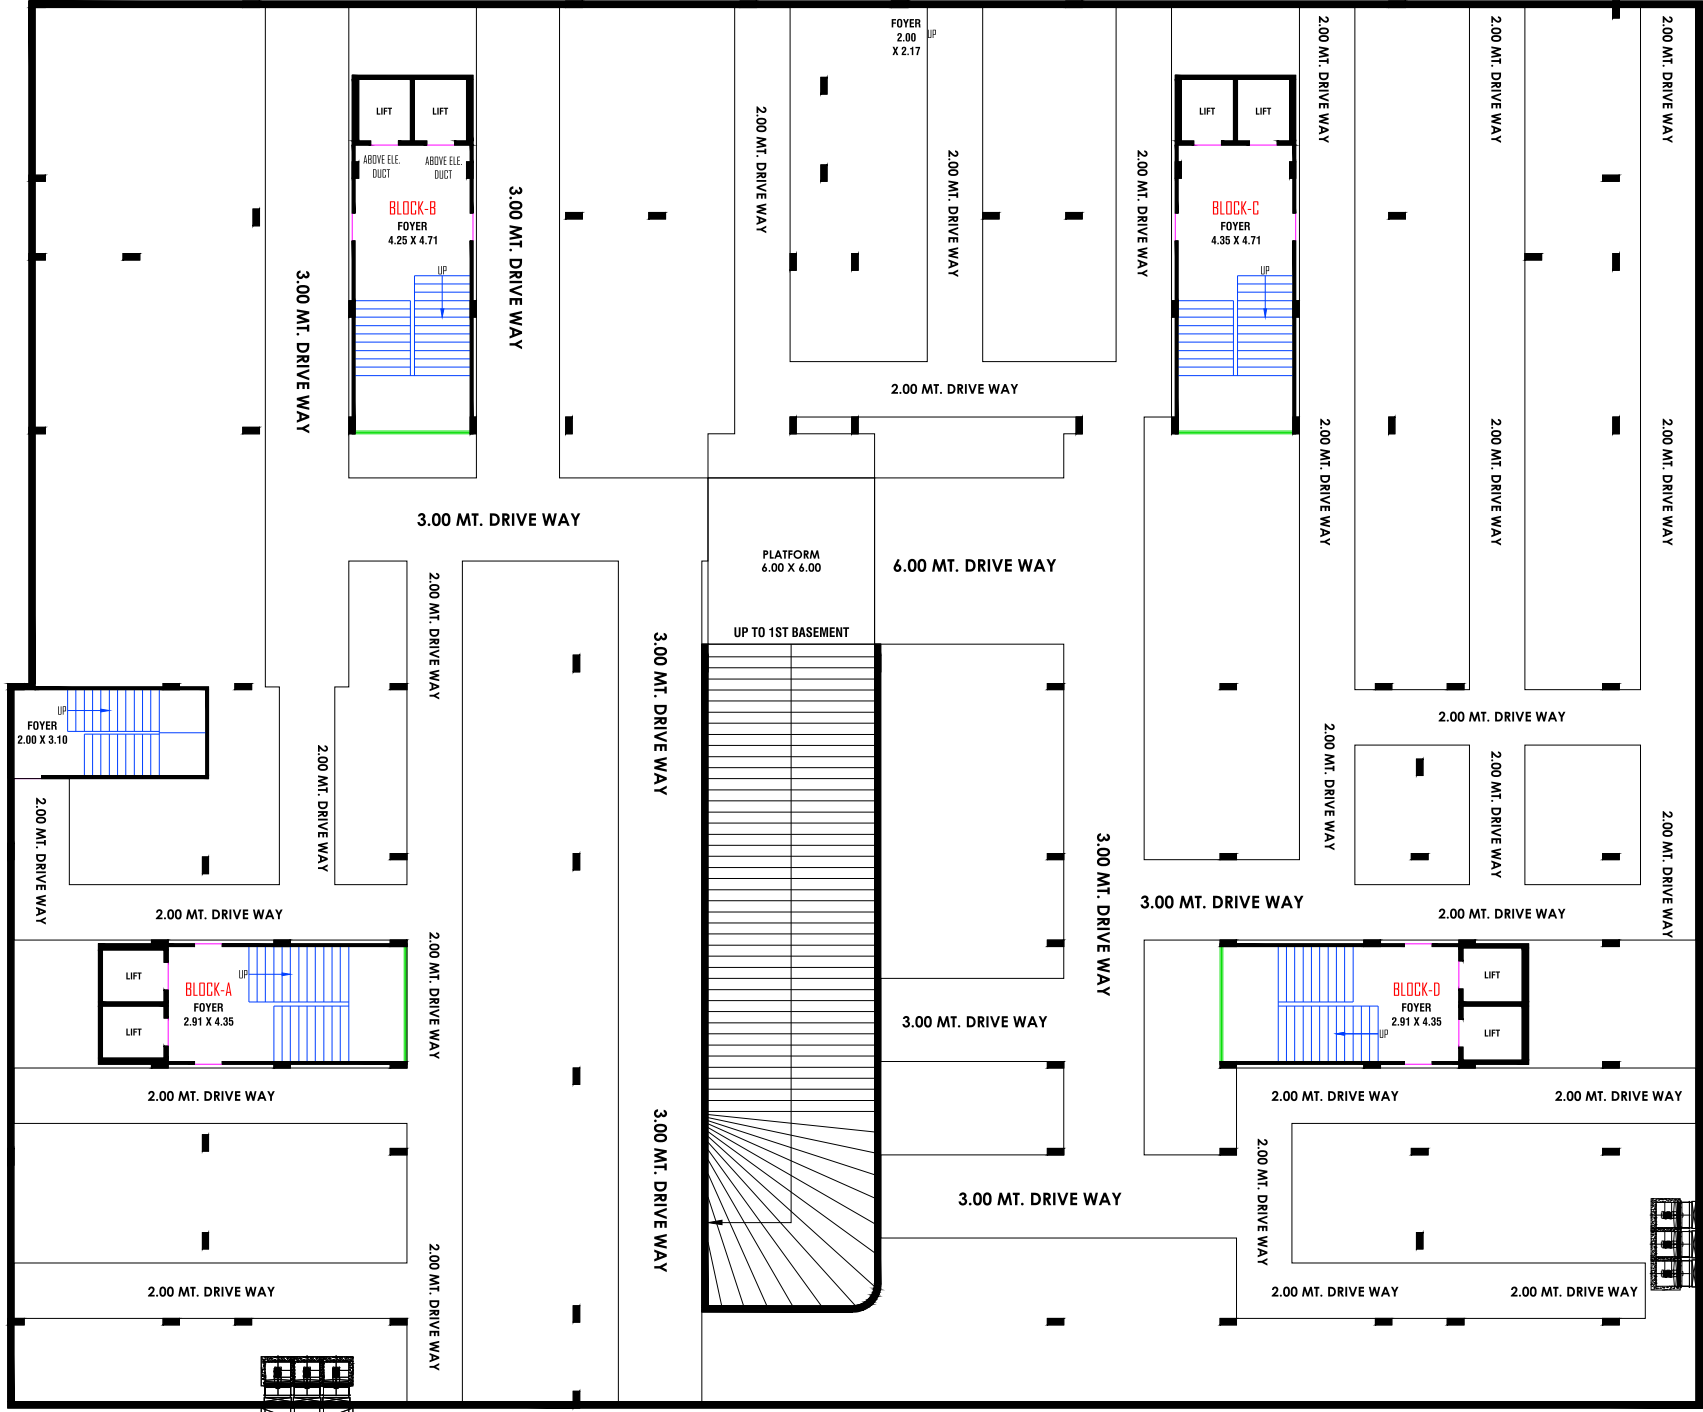 FOYER
2.00
X 2.17
UP
2.00 MT. DRIVE WAY
2.00 MT. DRIVE WAY
2.00 MT. DRIVE WAY
LIFT
LIFT
LIFT
LIFT
2.00 MT. DRIVE WAY
ABOVE ELE.
DUCT
ABOVE ELE.
DUCT
2.00 MT. DRIVE WAY
2.00 MT. DRIVE WAY
3.00 MT. DRIVE WAY
BLOCK-B
FOYER
4.25 X 4.71
UP
BLOCK-C
FOYER
4.35 X 4.71
UP
3.00 MT. DRIVE WAY
2.00 MT. DRIVE WAY
2.00 MT. DRIVE WAY
2.00 MT. DRIVE WAY
2.00 MT. DRIVE WAY
3.00 MT. DRIVE WAY
PLATFORM
6.00 X 6.00
6.00 MT. DRIVE WAY
2.00 MT. DRIVE WAY
UP TO 1ST BASEMENT
3.00 MT. DRIVE WAY
UP
FOYER
2.00 X 3.10
2.00 MT. DRIVE WAY
2.00 MT. DRIVE WAY
2.00 MT. DRIVE WAY
2.00 MT. DRIVE WAY
2.00 MT. DRIVE WAY
2.00 MT. DRIVE WAY
2.00 MT. DRIVE WAY
3.00 MT. DRIVE WAY
3.00 MT. DRIVE WAY
2.00 MT. DRIVE WAY
2.00 MT. DRIVE WAY
2.00 MT. DRIVE WAY
LIFT
LIFT
UP
BLOCK-A
FOYER
2.91 X 4.35
3.00 MT. DRIVE WAY
BLOCK-D
FOYER
2.91 X 4.35
UP
LIFT
LIFT
2.00 MT. DRIVE WAY
2.00 MT. DRIVE WAY
2.00 MT. DRIVE WAY
3.00 MT. DRIVE WAY
2.00 MT. DRIVE WAY
3.00 MT. DRIVE WAY
2.00 MT. DRIVE WAY
2.00 MT. DRIVE WAY
2.00 MT. DRIVE WAY
2.00 MT. DRIVE WAY